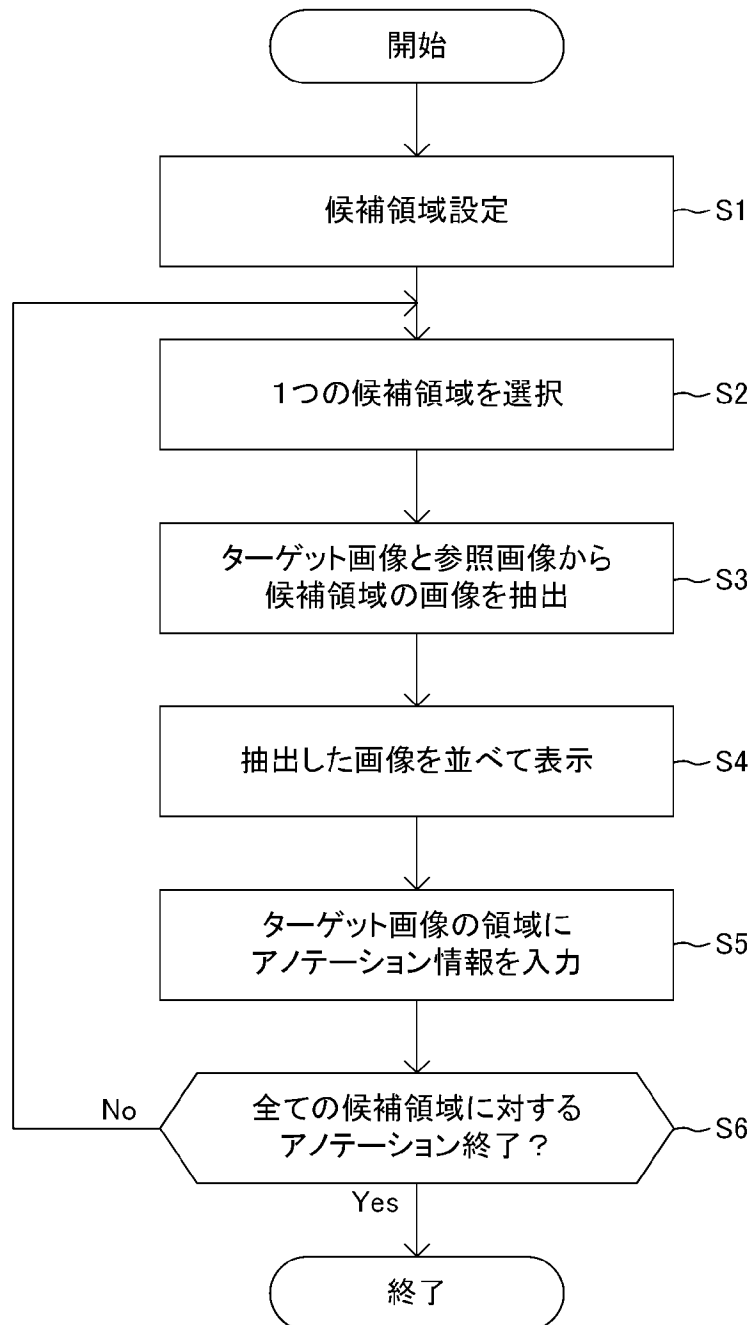 開始
候補領域設定
S1
１つの候補領域を選択
S2
ターゲット画像と参照画像から
候補領域の画像を抽出
S3
抽出した画像を並べて表示
S4
ターゲット画像の領域に
アノテーション情報を入力
S5
No
全ての候補領域に対する
アノテーション終了？
S6
Yes
終了